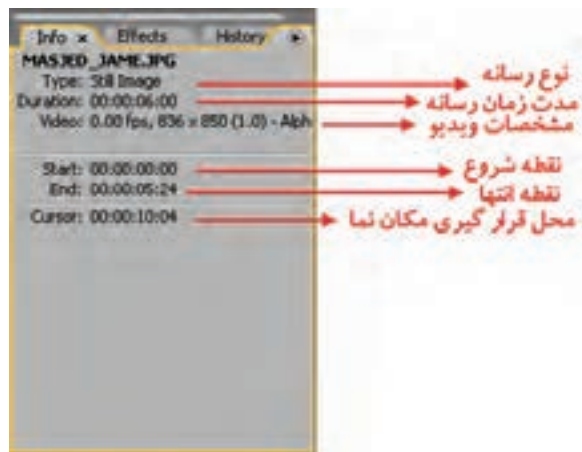 Info x Effects History
MASJED_JAME.JPG
Type: Still Image
Duration: 00:00:06:00
Video: 0.00 fps, 836 x 850 (1.0) - Alph
Start: 00:00:00:00
End: 00:00:05:24
Cursor: 00:00:10:04
نوع رسانه
مدت زمان رسانه
مشخصات ویدیو
نقطه شروع
نقطه انتها
محل قرار گیری مکان نما